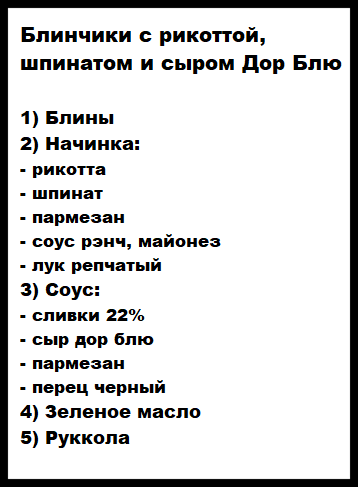 Блинчики с рикоттой,
шпинатом и сыром Дор Блю
1) Блины
2) Начинка:
- рикотта
- шпинат
- пармезан
- соус рэнч, майонез
- лук репчатый
3) Соус:
- сливки 22%
- сыр дор блю
- пармезан
- перец черный
4) Зеленое масло
5) Руккола